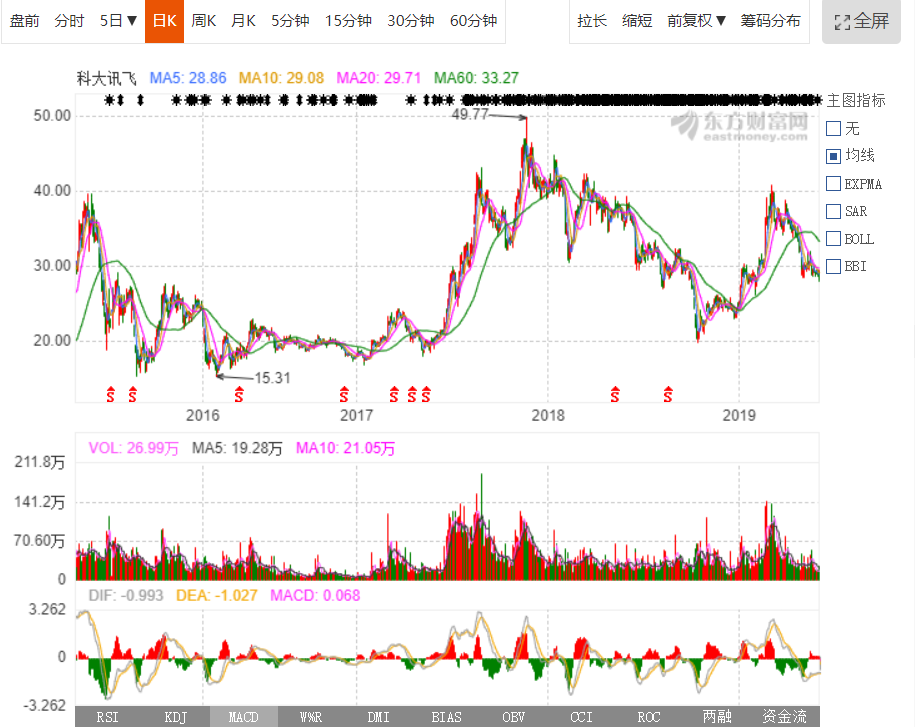 盘前 分时 5日▼ 日K 周K 月K 5分钟 15分钟 30分钟 60分钟 拉长 缩短 前复权▼ 筹码分布 全屏
科大讯飞 MA5: 28.86 MA10: 29.08 MA20: 29.71 MA60: 33.27
主图指标
50.00
49.77
东方财富网
eastmoney.com
无
均线
40.00
EXPMA
SAR
BOLL
30.00
BBI
20.00
15.31
S S S S S S S S S
2016 2017 2018 2019
VOL: 26.99万 MA5: 19.28万 MA10: 21.05万
211.8万
141.2万
70.60万
0
DIF: -0.993 DEA: -1.027 MACD: 0.068
3.262
0
-3.262
RSI KDJ MACD W%R DMI BIAS OBV CCI ROC 两融 资金流